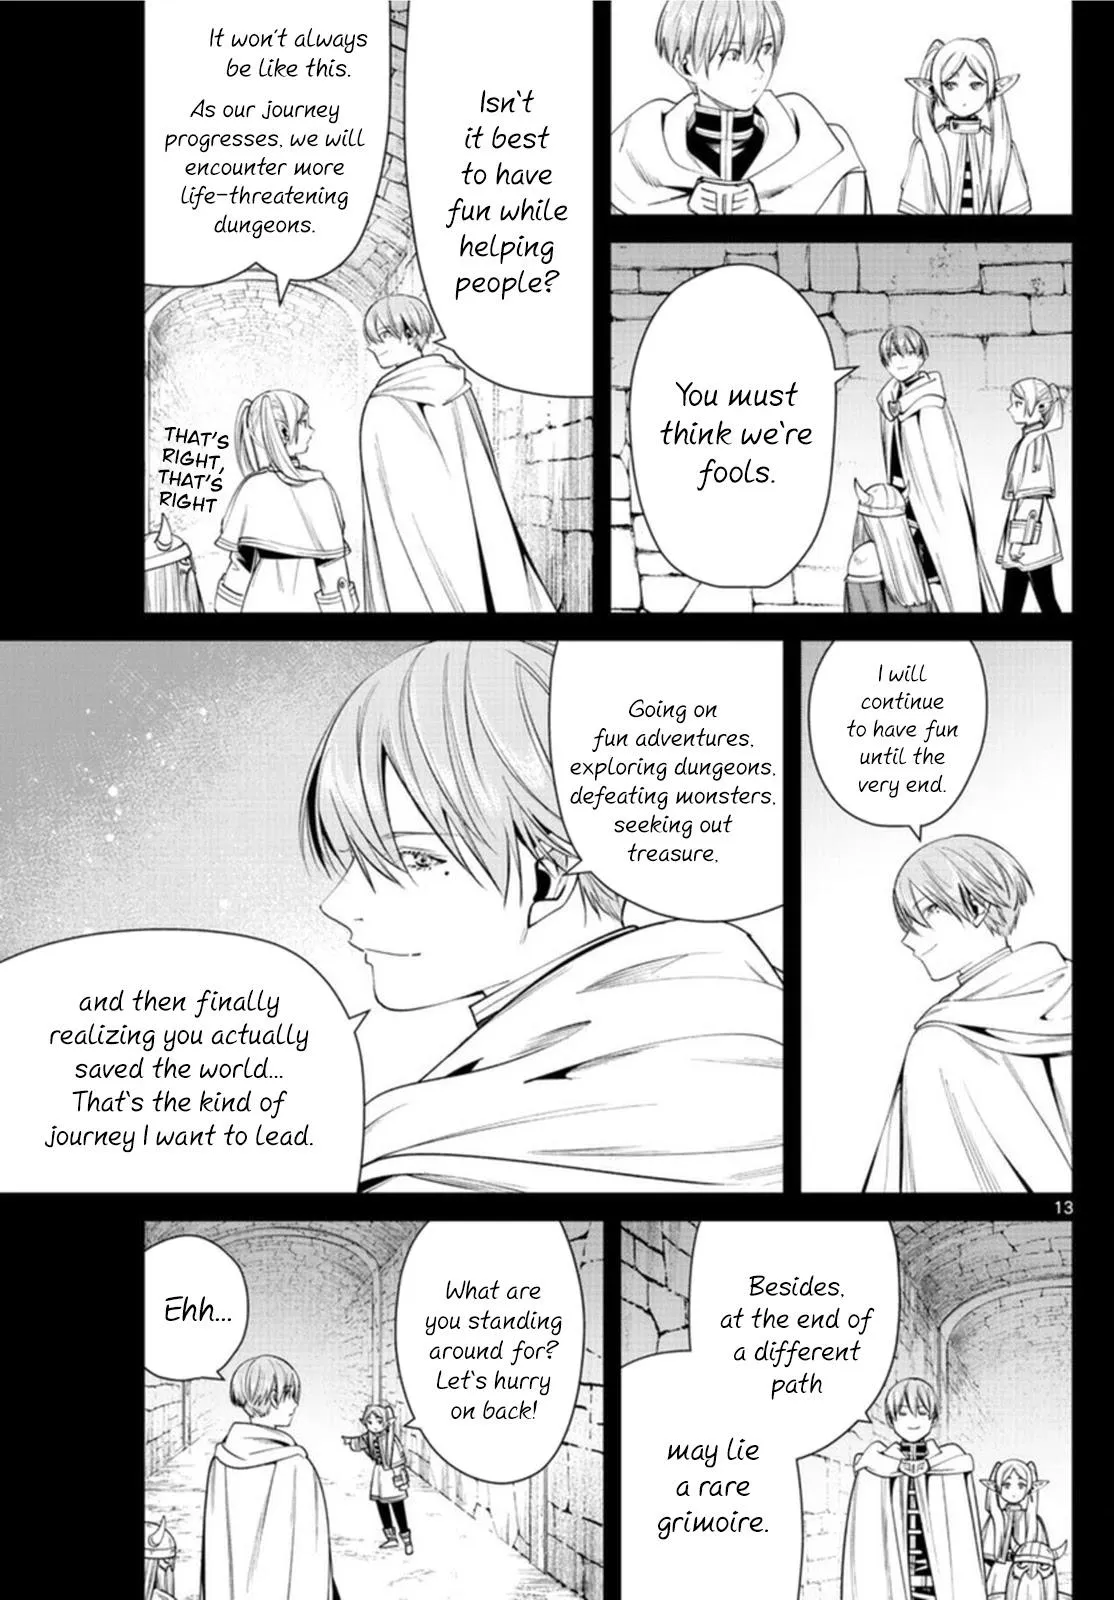 You must
think we're
fools.
Isn't
it best
to have
fun while
helping
people?
It won't always
be like this.
As our journey
progresses, we will
encounter more
life-threatening
dungeons.
THAT'S
RIGHT,
THAT'S
RIGHT
I will
continue
to have fun
until the
very end.
Going on
fun adventures,
exploring dungeons,
defeating monsters,
seeking out
treasure,
and then finally
realizing you actually
saved the world...
That's the kind of
journey I want to lead.
13
Besides,
at the end of
a different
path
may lie
a rare
grimoire.
What are
you standing
around for?
Let's hurry
on back!
Ehh...